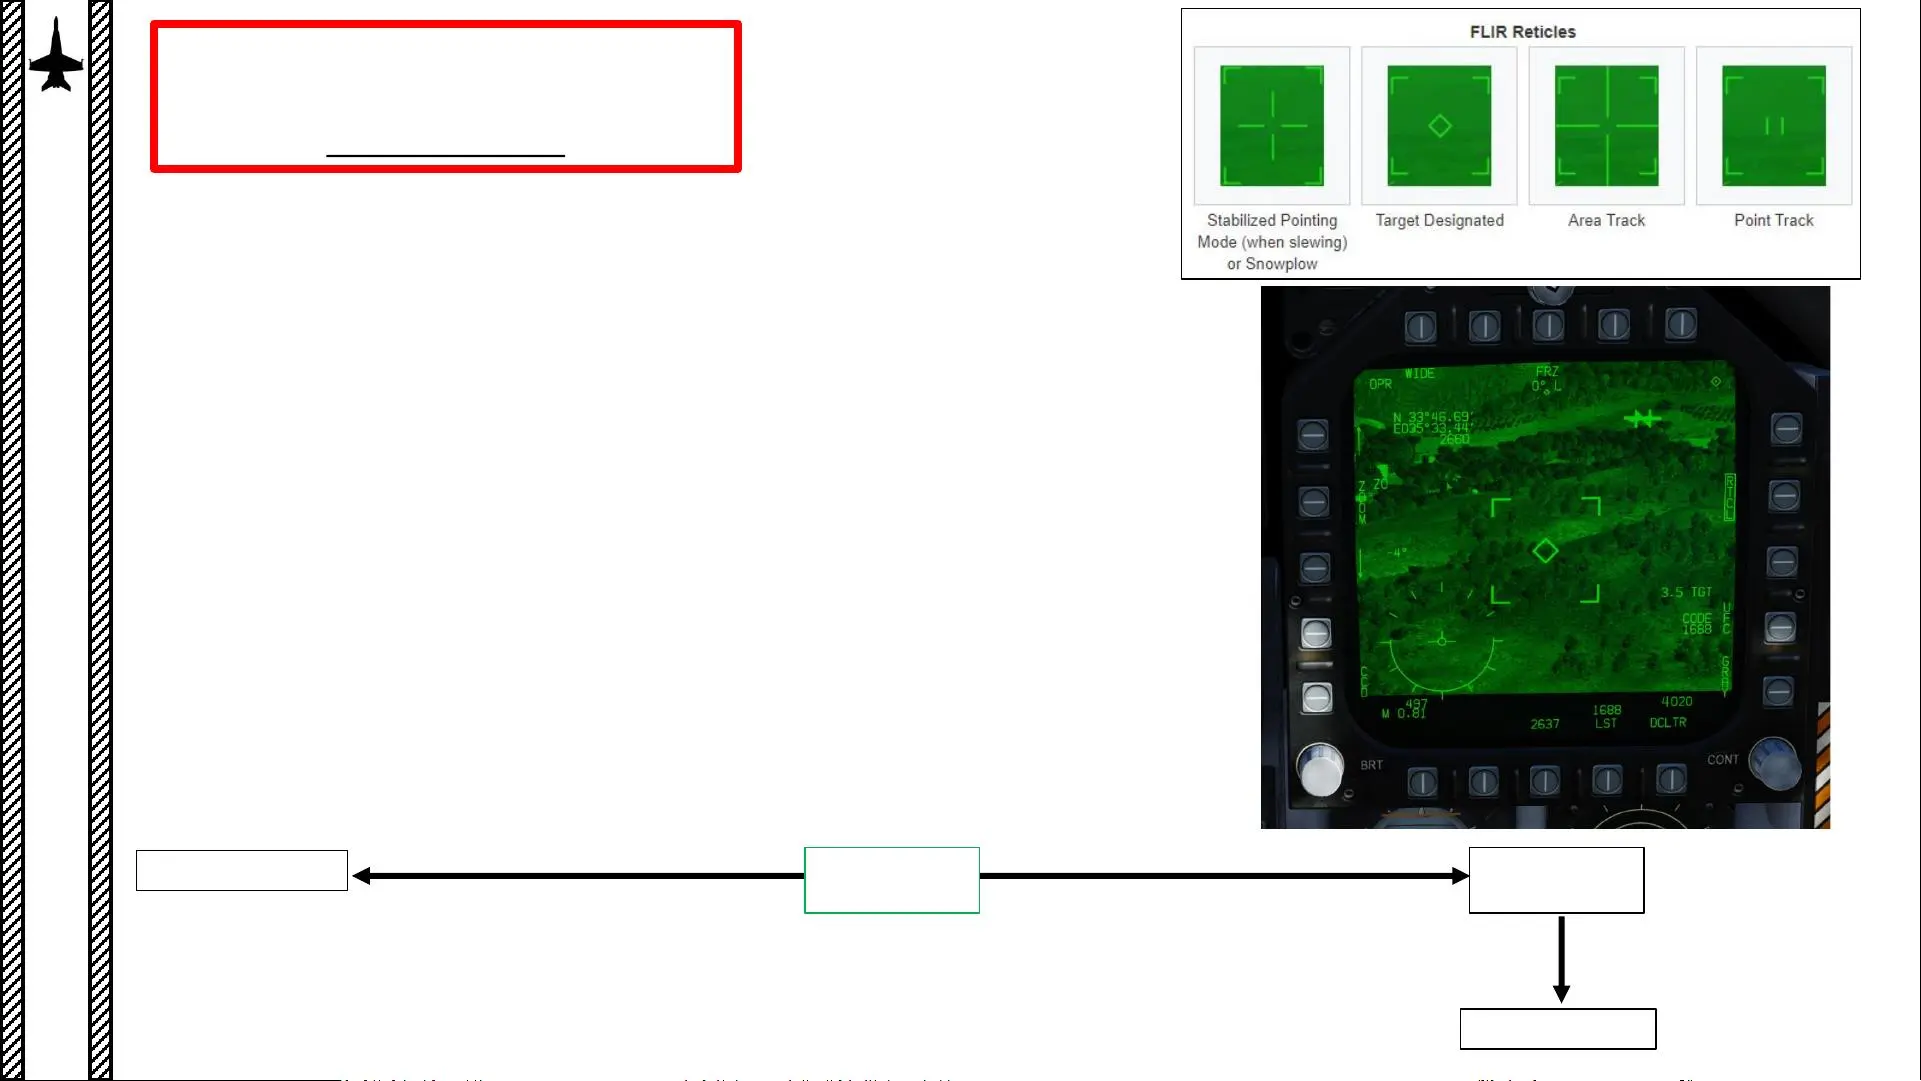 FLIR Reticles
Stabilized Pointing
Mode (when slewing)
or Snowplow
Target Designated
Area Track
Point Track
WIDE
FRZ
OPR
0° L
N 33°46.69'
E035°33.44'
2660
ZOOM
Z0
RTCL
-4°
3.5 TGT
CODE
1688
UFC
CCD
GRAY
497
M 0.81
2637
1688
LST
4020
DCLTR
BRT
CONT